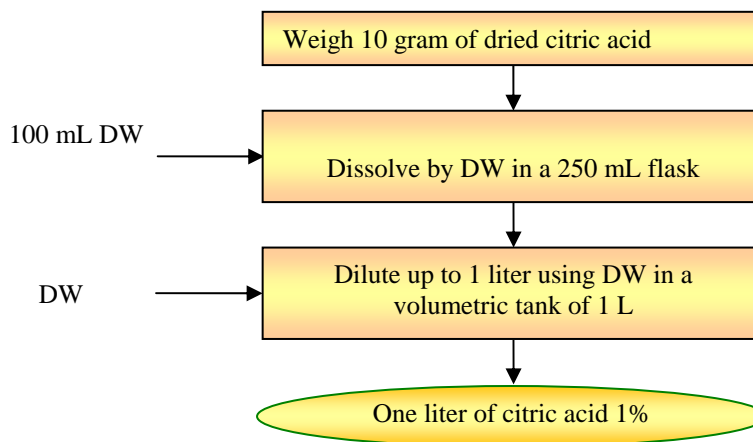 Weigh 10 gram of dried citric acid
100 mL DW
Dissolve by DW in a 250 mL flask
Dilute up to 1 liter using DW in a
volumetric tank of 1 L
DW
One liter of citric acid 1%